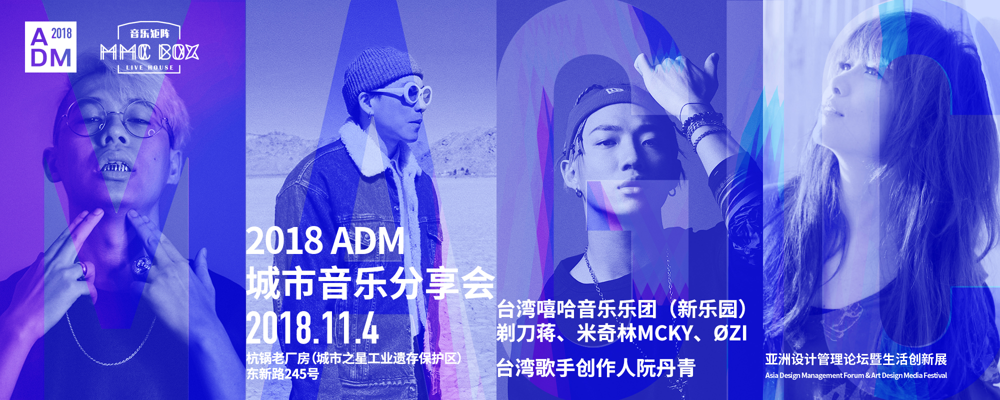 A 2018
DM
音乐矩阵
MMC BOX
LIVE HOUSE
2018 ADM
城市音乐分享会
2018.11.4
杭锅老厂房(城市之星工业遗存保护区)
东新路245号
台湾嘻哈音乐乐团（新乐园）
剃刀蒋、米奇林MCKY、ØZI
台湾歌手创作人阮丹青
亚洲设计管理论坛暨生活创新展
Asia Design Management Forum & Art Design Media Festival